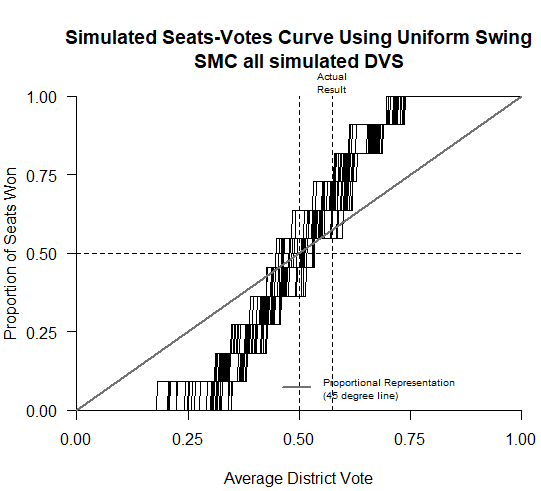 Simulated Seats-Votes Curve Using Uniform Swing
SMC all simulated DVS
Actual
Result
1.00
0.75
0.50
0.25
0.00
Proportion of Seats Won
Proportional Representation
(45 degree line)
0.00 0.25 0.50 0.75 1.00
Average District Vote